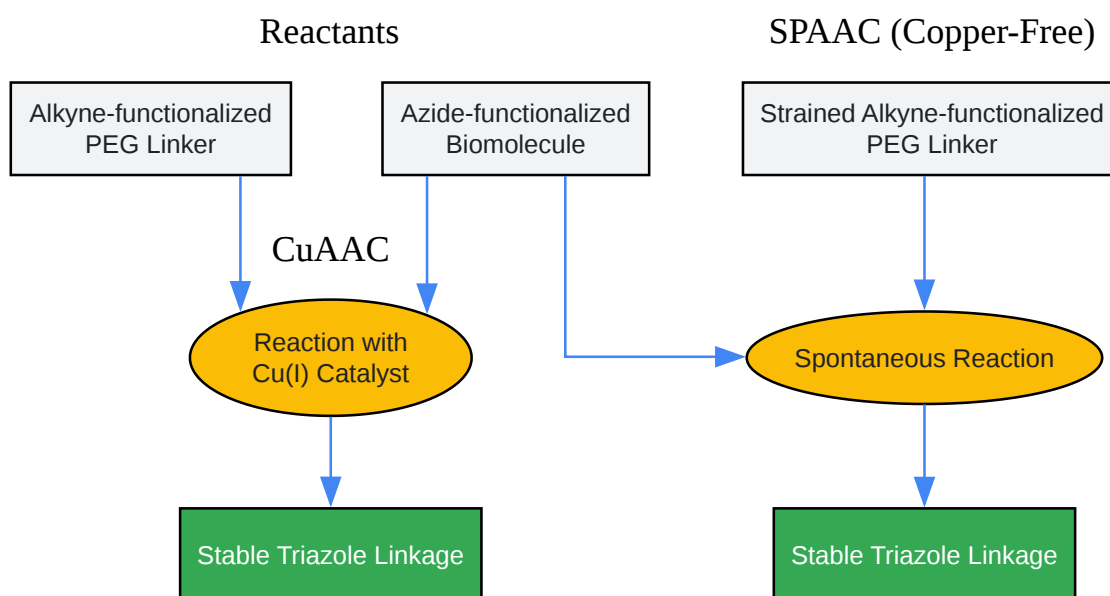 Reactants
SPAAC (Copper-Free)
Alkyne-functionalized
PEG Linker
Azide-functionalized
Biomolecule
Strained Alkyne-functionalized
PEG Linker
CuAAC
Reaction with
Cu(I) Catalyst
Spontaneous Reaction
Stable Triazole Linkage
Stable Triazole Linkage